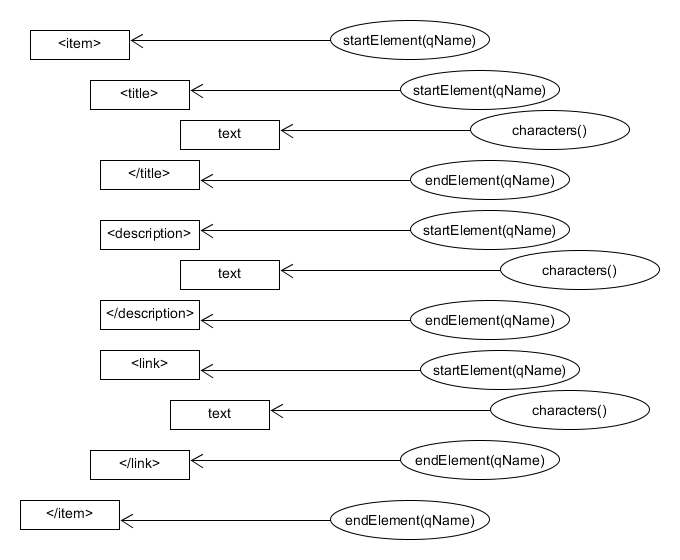 <item>
startElement(qName)
<title>
startElement(qName)
text
characters()
</title>
endElement(qName)
<description>
startElement(qName)
text
characters()
</description>
endElement(qName)
<link>
startElement(qName)
text
characters()
</link>
endElement(qName)
</item>
endElement(qName)